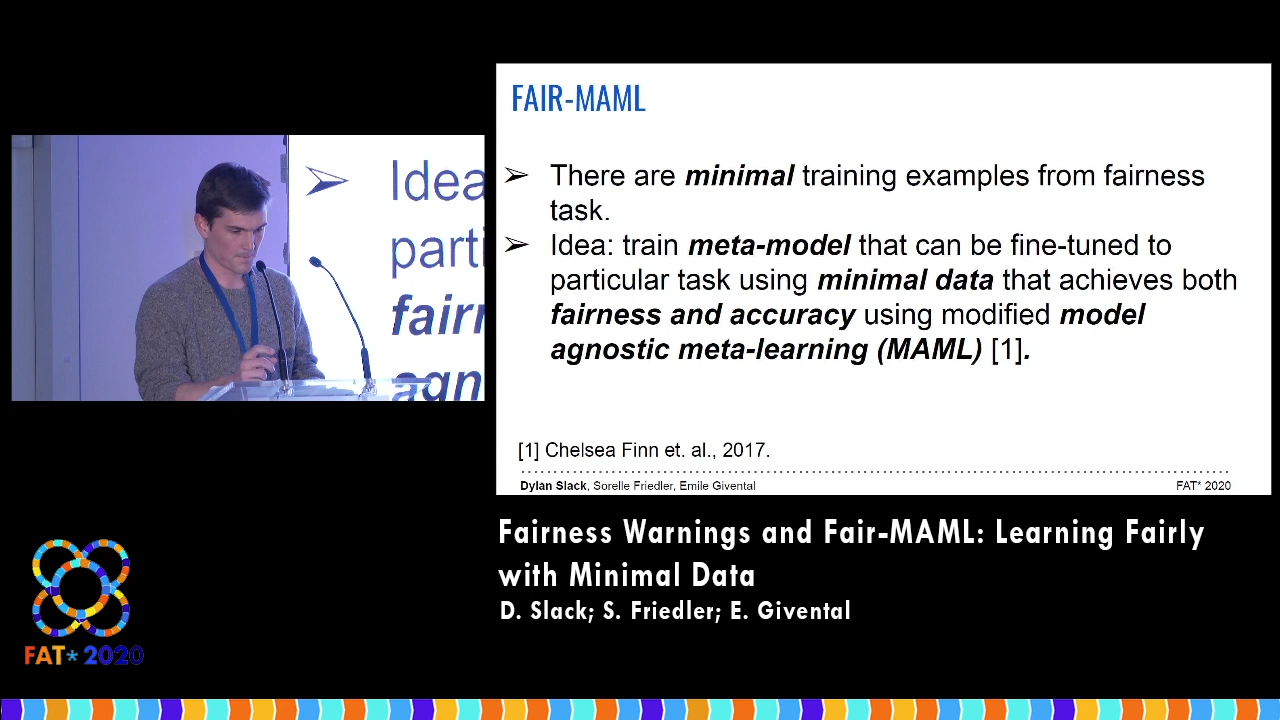 FAIR-MAML
➢ There are minimal training examples from fairness
task.
➢ Idea: train meta-model that can be fine-tuned to
particular task using minimal data that achieves both
fairness and accuracy using modified model
agnostic meta-learning (MAML) [1].
[1] Chelsea Finn et. al., 2017.
Dylan Slack, Sorelle Friedler, Emile Givental
FAT* 2020
➢ Idea
parti
fairn
agn
Fairness Warnings and Fair-MAML: Learning Fairly
with Minimal Data
D. Slack; S. Friedler; E. Givental
FAT* 2020